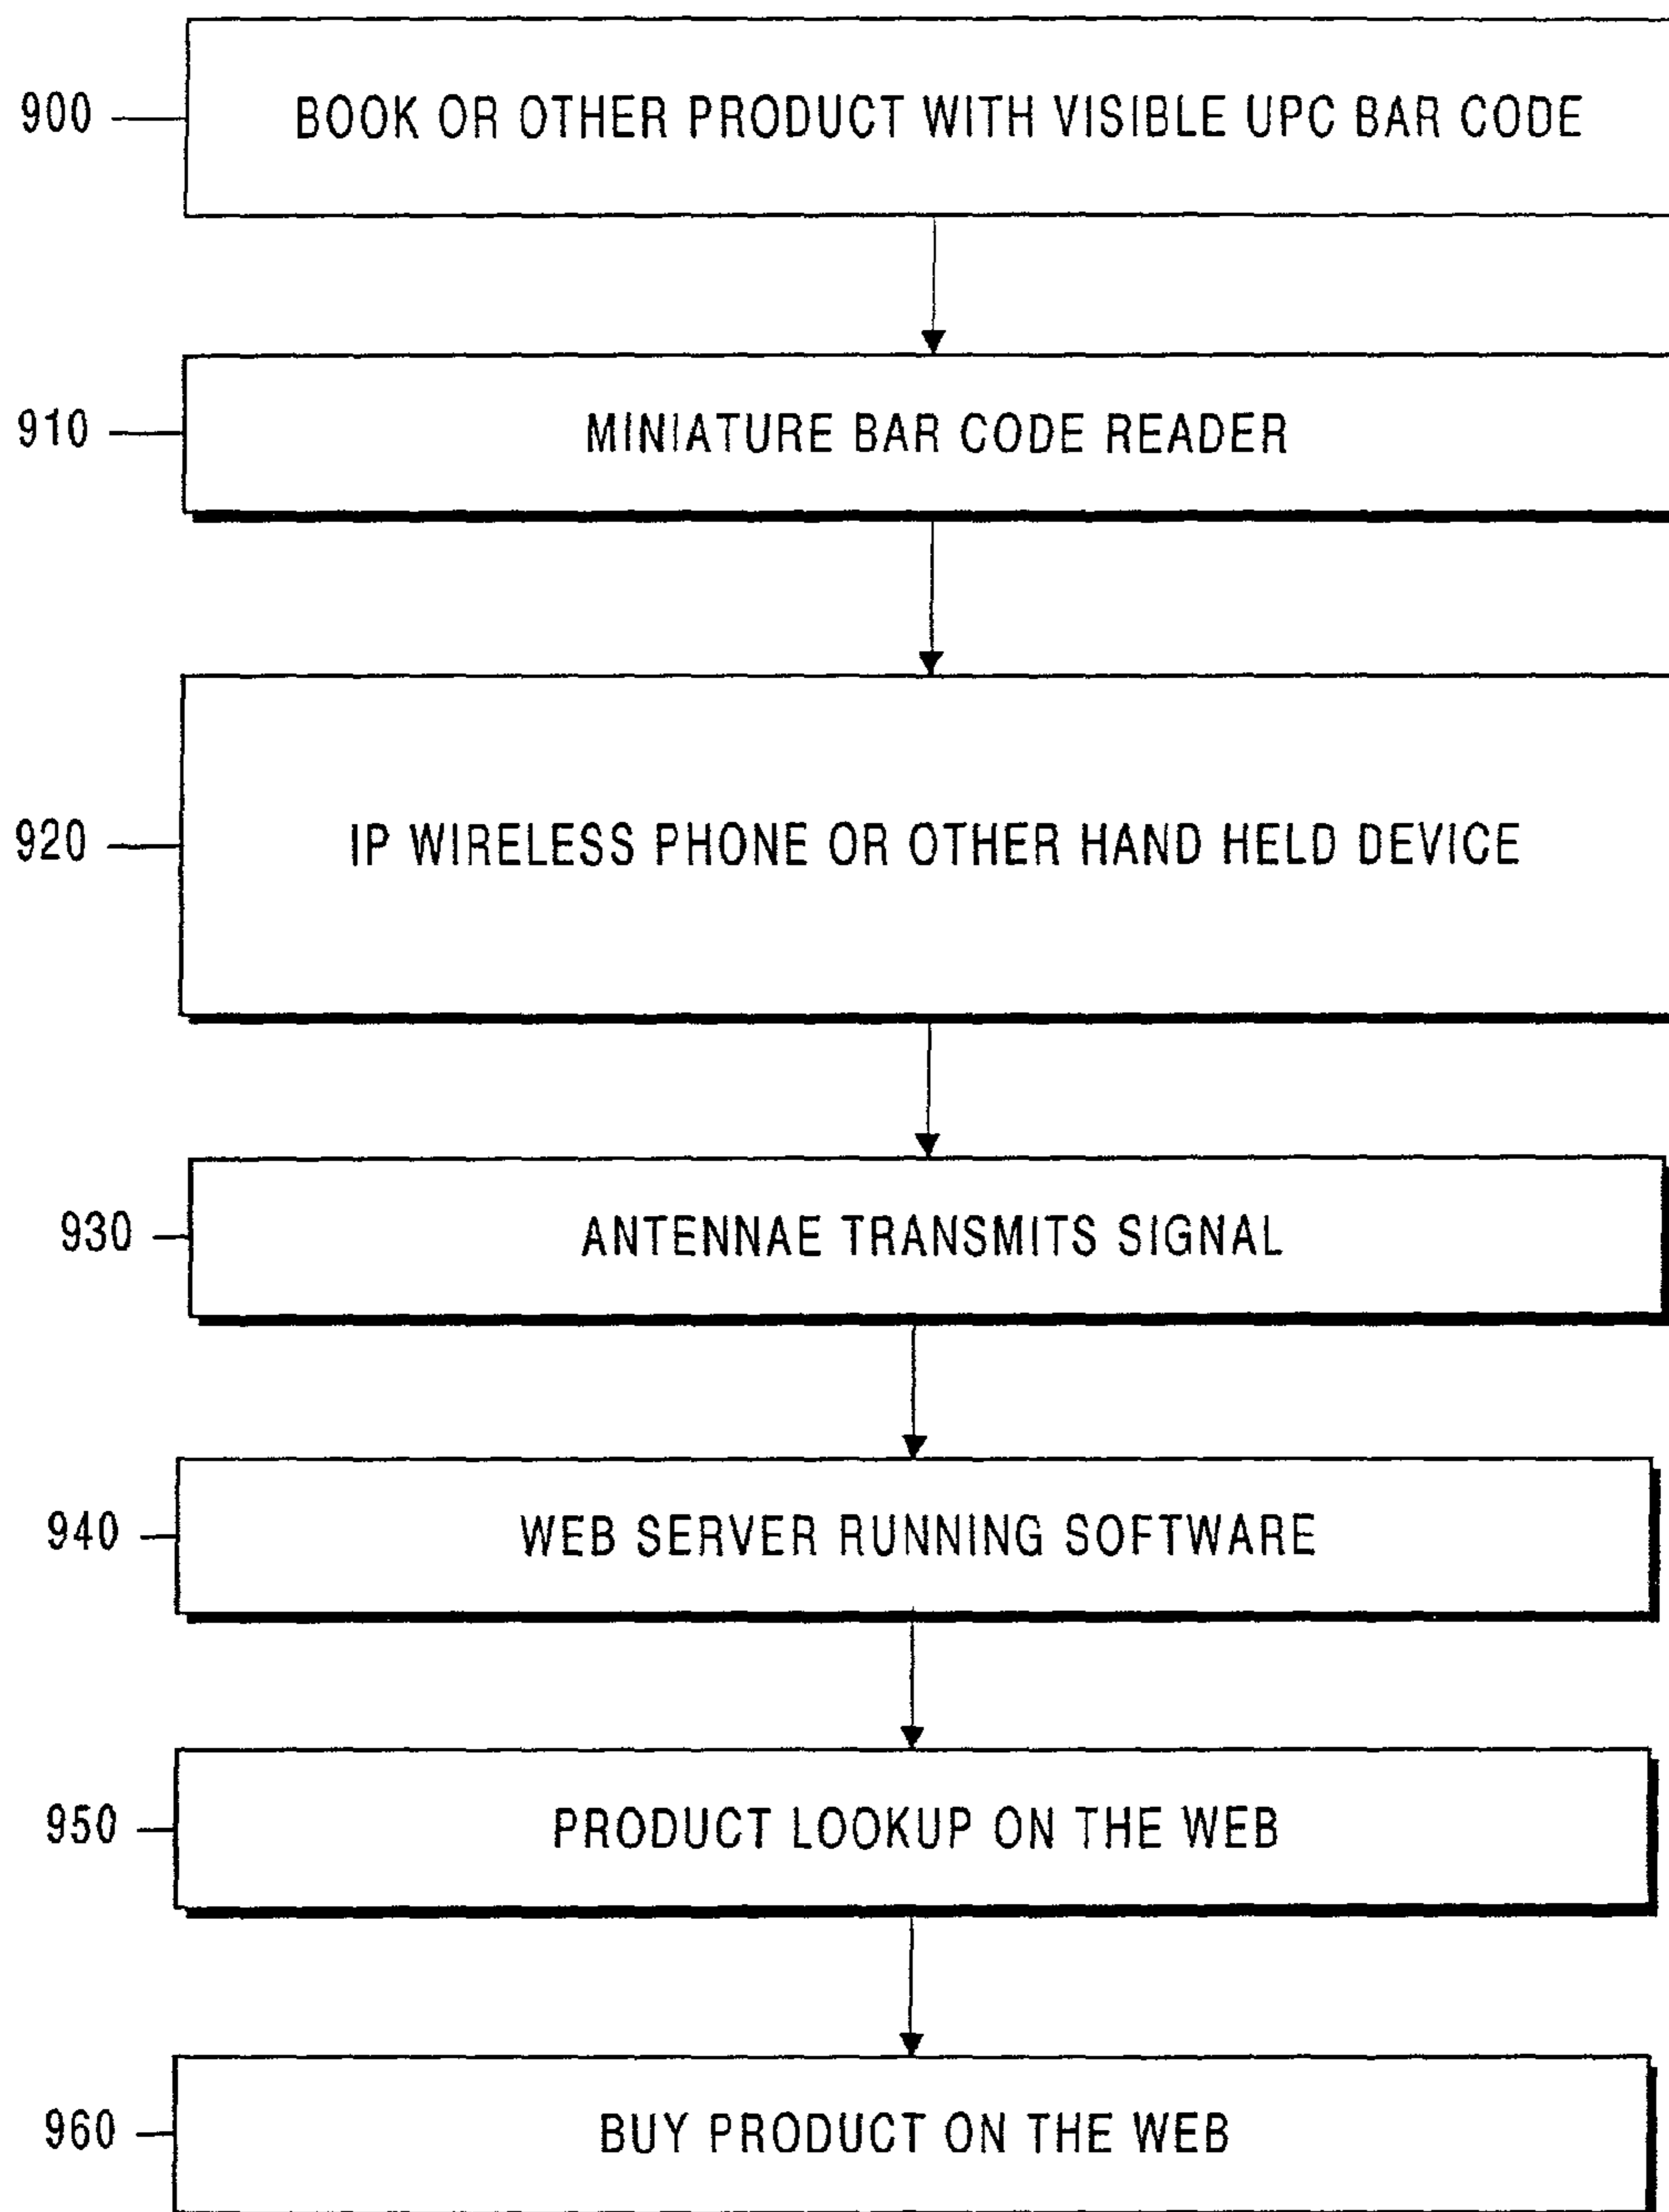 900 BOOK OR OTHER PRODUCT WITH VISIBLE UPC BAR CODE
910 MINIATURE BAR CODE READER
920 IP WIRELESS PHONE OR OTHER HAND HELD DEVICE
930 ANTENNAE TRANSMITS SIGNAL
940 WEB SERVER RUNNING SOFTWARE
950 PRODUCT LOOKUP ON THE WEB
960 BUY PRODUCT ON THE WEB